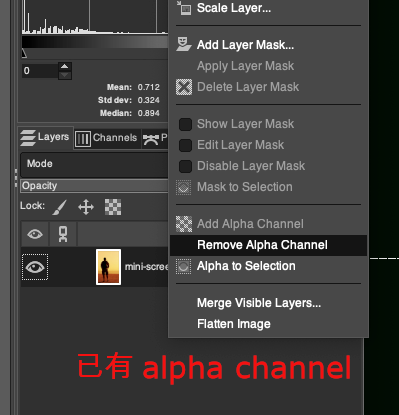 Scale Layer...
Add Layer Mask...
Apply Layer Mask
Delete Layer Mask
Show Layer Mask
Edit Layer Mask
Disable Layer Mask
Mask to Selection
Add Alpha Channel
Remove Alpha Channel
Alpha to Selection
Merge Visible Layers...
Flatten Image
0
Mean: 0.712
Std dev: 0.324
Median: 0.894
Layers Channels P
Mode
Opacity
Lock:
mini-scree
已有 alpha channel